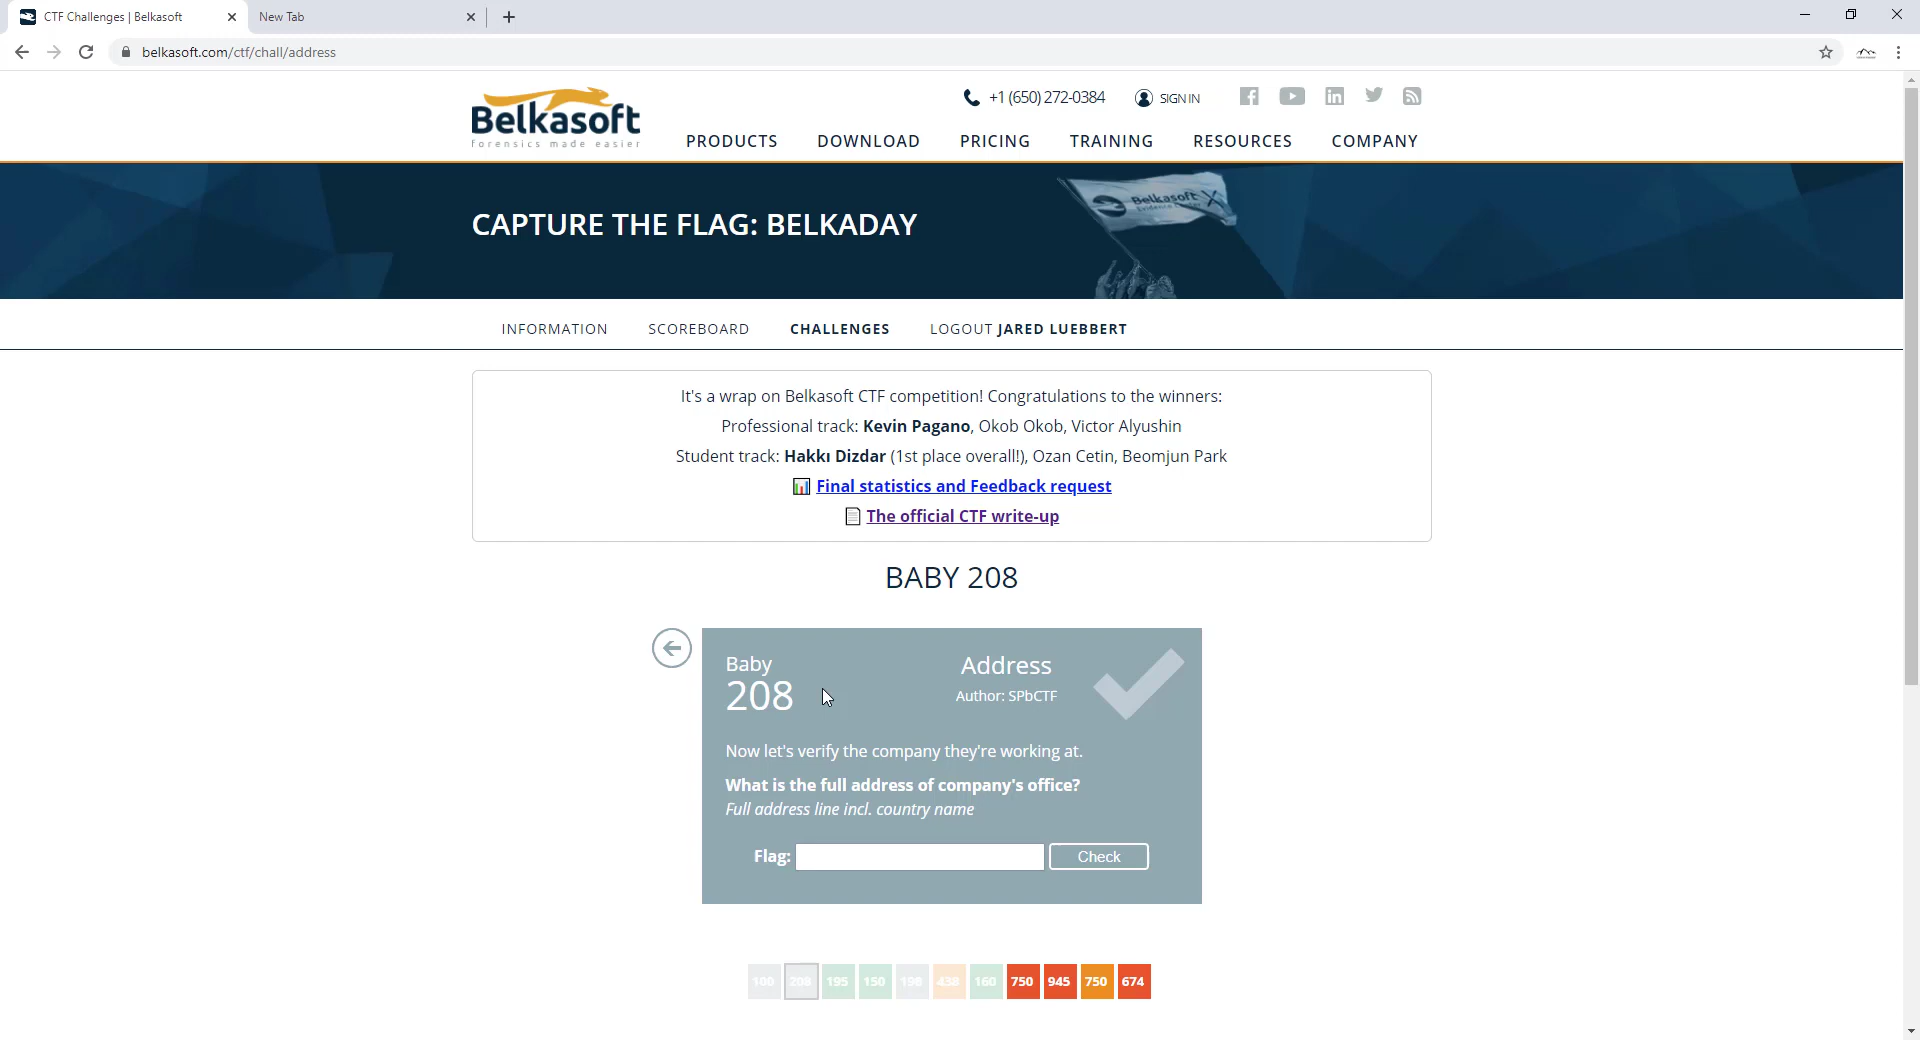 CTF Challenges | Belkasoft
New Tab
belkasoft.com/ctf/chall/address
Belkasoft
forensics made easier
+1 (650) 272-0384
SIGN IN
PRODUCTS
DOWNLOAD
PRICING
TRAINING
RESOURCES
COMPANY
CAPTURE THE FLAG: BELKADAY
Belkasoft X
INFORMATION
SCOREBOARD
CHALLENGES
LOGOUT JARED LUEBBERT
It's a wrap on Belkasoft CTF competition! Congratulations to the winners:
Professional track: Kevin Pagano, Okob Okob, Victor Alyushin
Student track: Hakkı Dizdar (1st place overall!), Ozan Cetin, Beomjun Park
Final statistics and Feedback request
The official CTF write-up
BABY 208
Baby
208
Address
Author: SPbCTF
Now let's verify the company they're working at.
What is the full address of company's office?
Full address line incl. country name
Flag:
Check
100 208 195 150 198 438 160 750 945 750 674